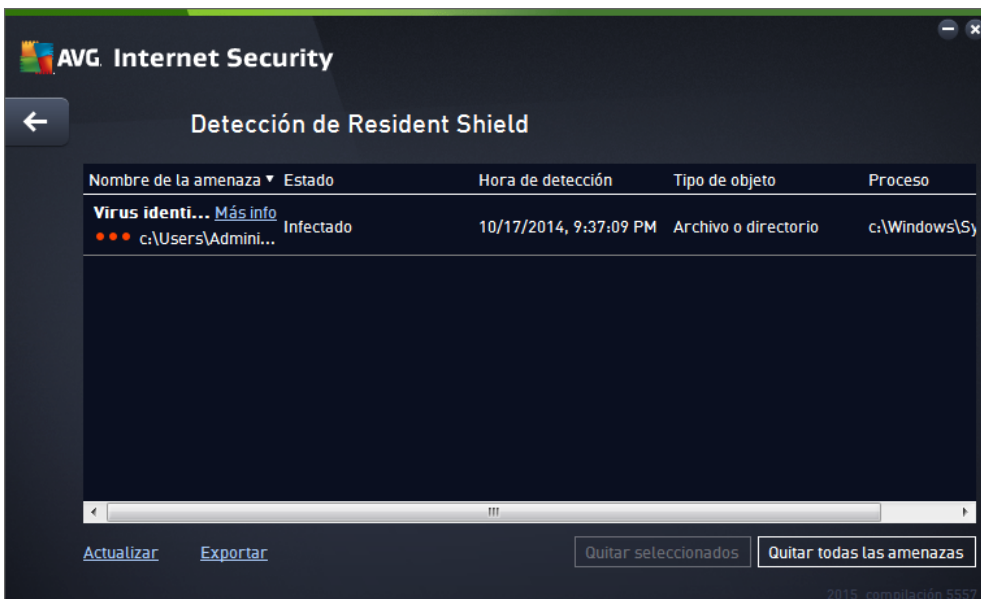 AVG. Internet Security
Detección de Resident Shield
Nombre de la amenaza Estado Hora de detección Tipo de objeto Proceso
Virus identi... Más info
Infectado 10/17/2014, 9:37:09 PM Archivo o directorio c:\Windows\Sy
c:\Users\Admini...
Actualizar Exportar Quitar seleccionados Quitar todas las amenazas
2015 compilación 5557